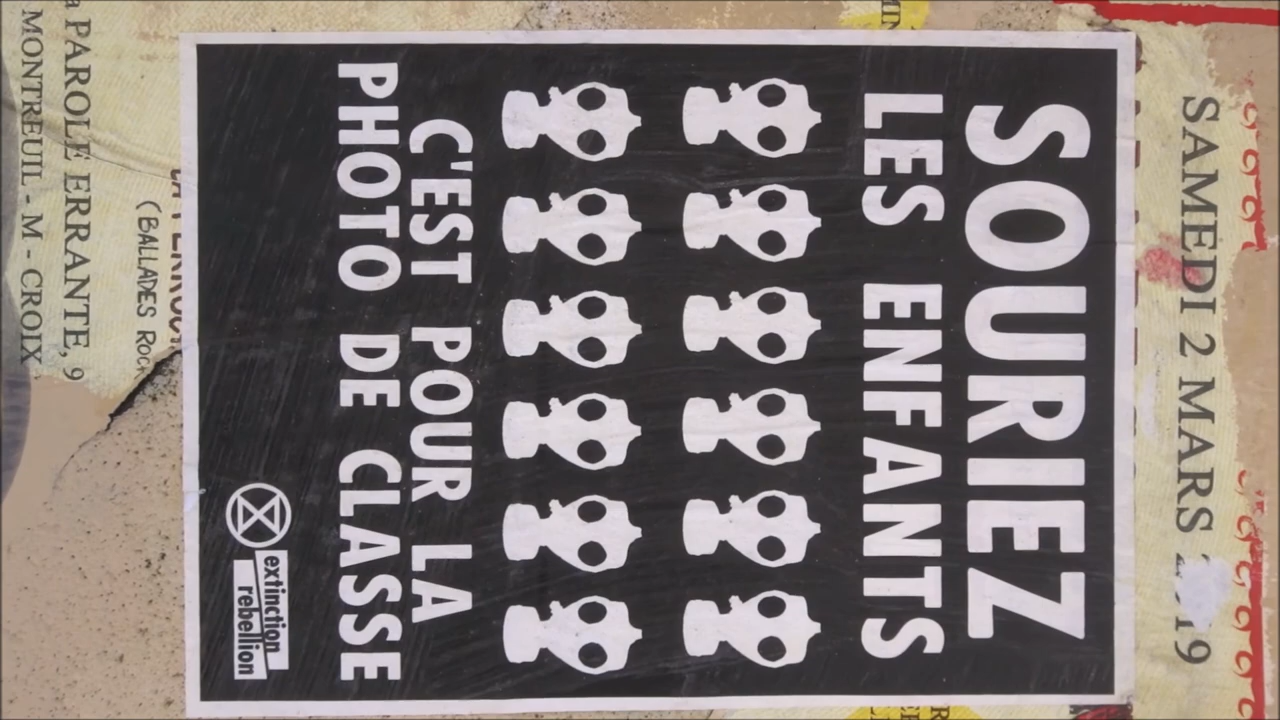 SAMEDI 2 MARS
SOURIEZ
LES ENFANTS
C'EST POUR LA
PHOTO DE CLASSE
extinction
rebellion
(BALLADES
PAROLE ERRANTE, 9
MONTREUIL - M - CROIX